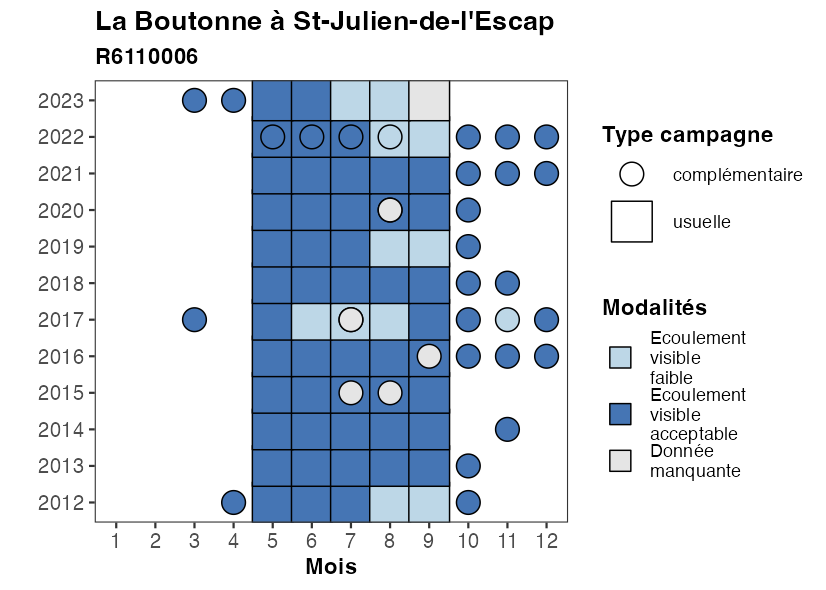 La Boutonne à St-Julien-de-l'Escap
R6110006
2023
2022
2021
2020
2019
2018
2017
2016
2015
2014
2013
2012
1 2 3 4 5 6 7 8 9 10 11 12
Mois
Type campagne
complémentaire
usuelle
Modalités
Ecoulement
visible
faible
Ecoulement
visible
acceptable
Donnée
manquante